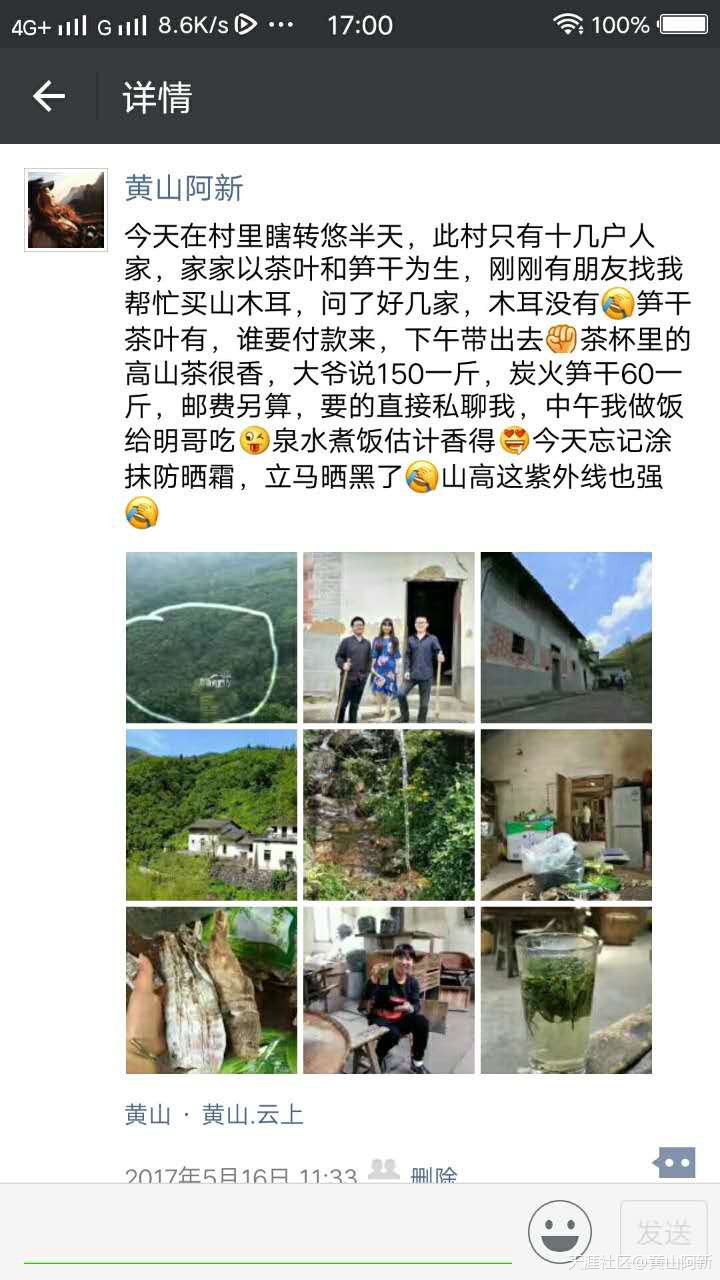 4G+ G 8.6K/s ··· 17:00 100%
详情
黄山阿新
今天在村里瞎转悠半天，此村只有十几户人
家，家家以茶叶和笋干为生，刚刚有朋友找我
帮忙买山木耳，问了好几家，木耳没有🤣笋干
茶叶有，谁要付款来，下午带出去✊茶杯里的
高山茶很香，大爷说150一斤，炭火笋干60一
斤，邮费另算，要的直接私聊我，中午我做饭
给明哥吃😜泉水煮饭估计香得😍今天忘记涂
抹防晒霜，立马晒黑了🤣山高这紫外线也强
🤣
黄山 · 黄山.云上
2017年5月16日 11:33 删除
发送
天涯社区@黄山阿新